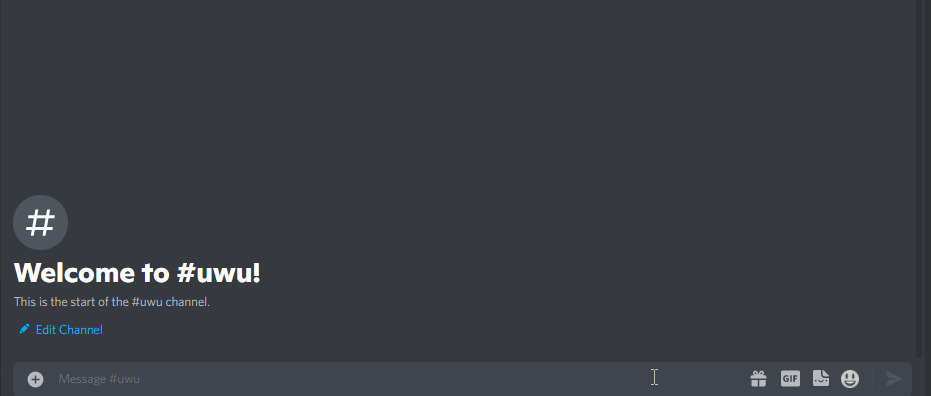 #
Welcome to #uwu!
This is the start of the #uwu channel.
Edit Channel
Message #uwu
GIF